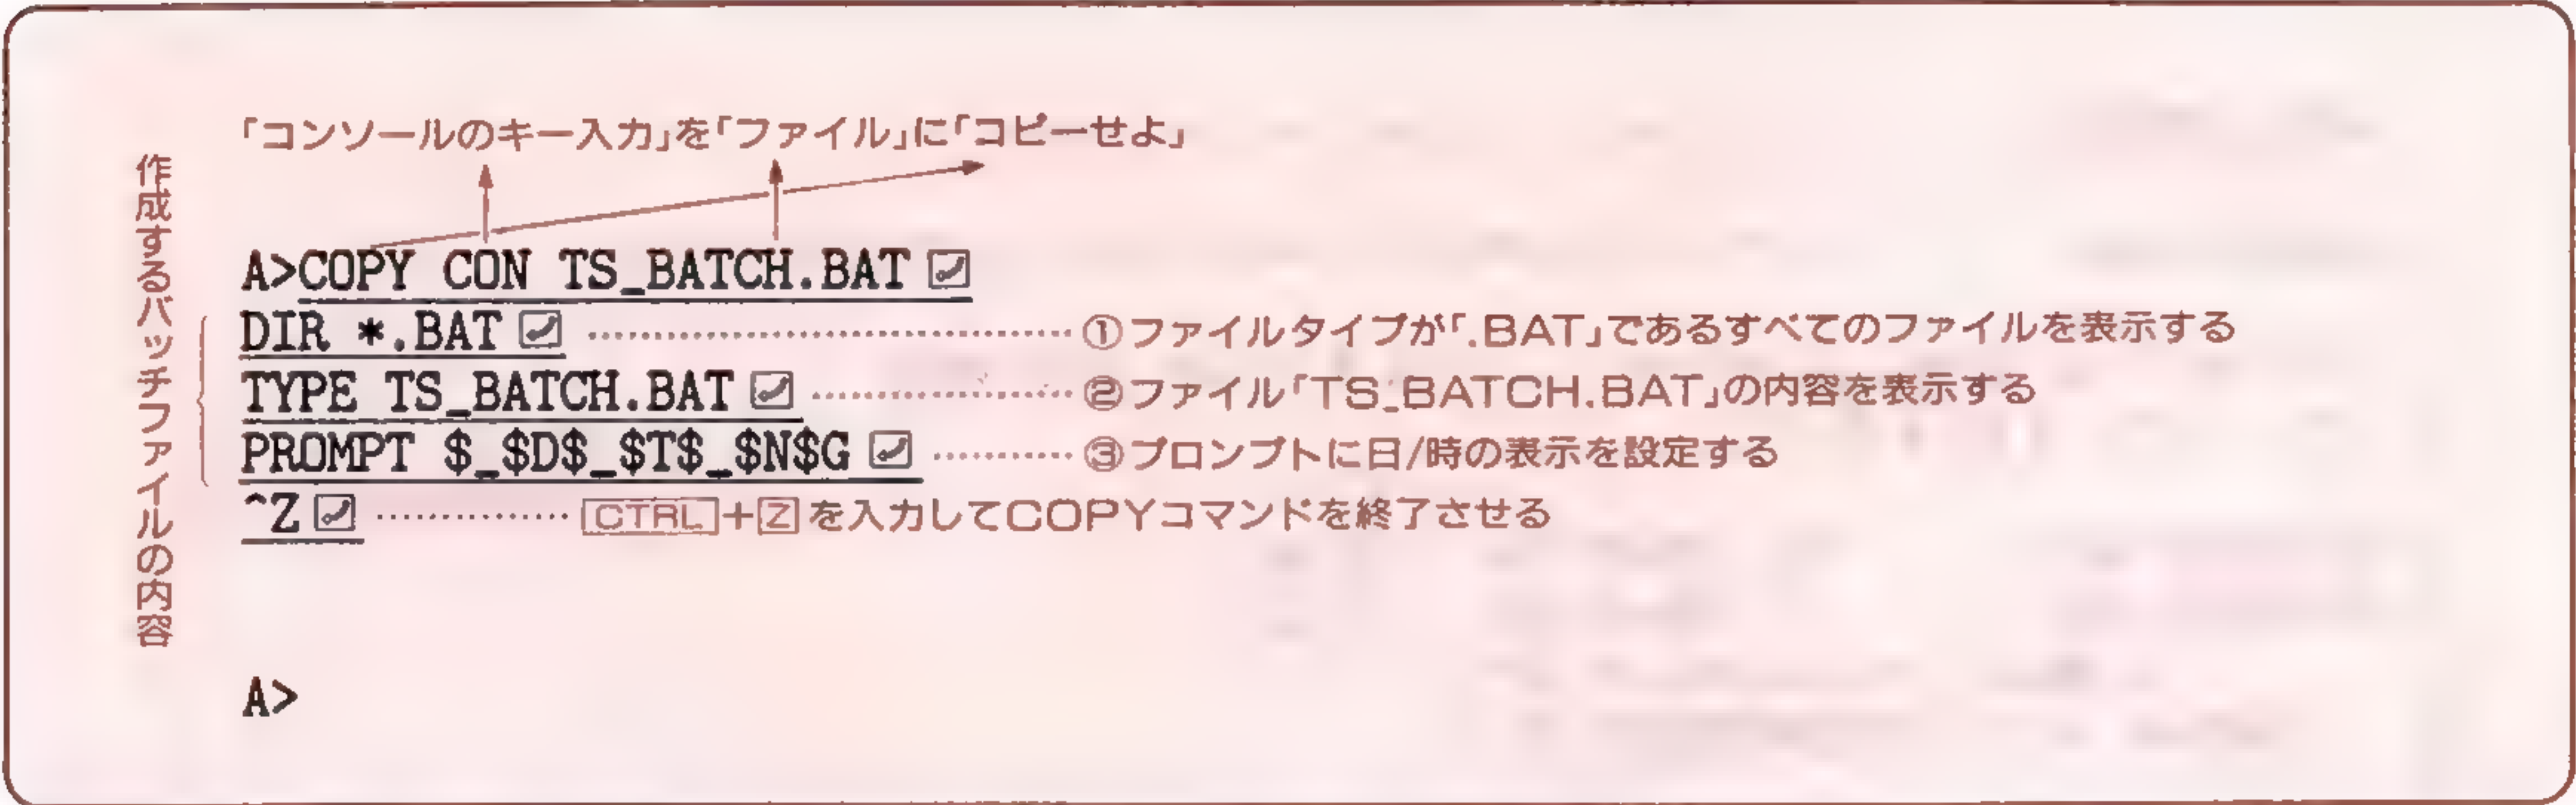 「コンソールのキー入力」を「ファイル」に「コピーせよ」
作成するバッチファイルの内容
A>COPY CON TS_BATCH.BAT
DIR *.BAT ①ファイルタイプが「.BAT」であるすべてのファイルを表示する
TYPE TS_BATCH.BAT ②ファイル「TS_BATCH.BAT」の内容を表示する
PROMPT $_$D$_$T$_$N$G ③プロンプトに日/時の表示を設定する
^Z CTRL+Z を入力してCOPYコマンドを終了させる
A>